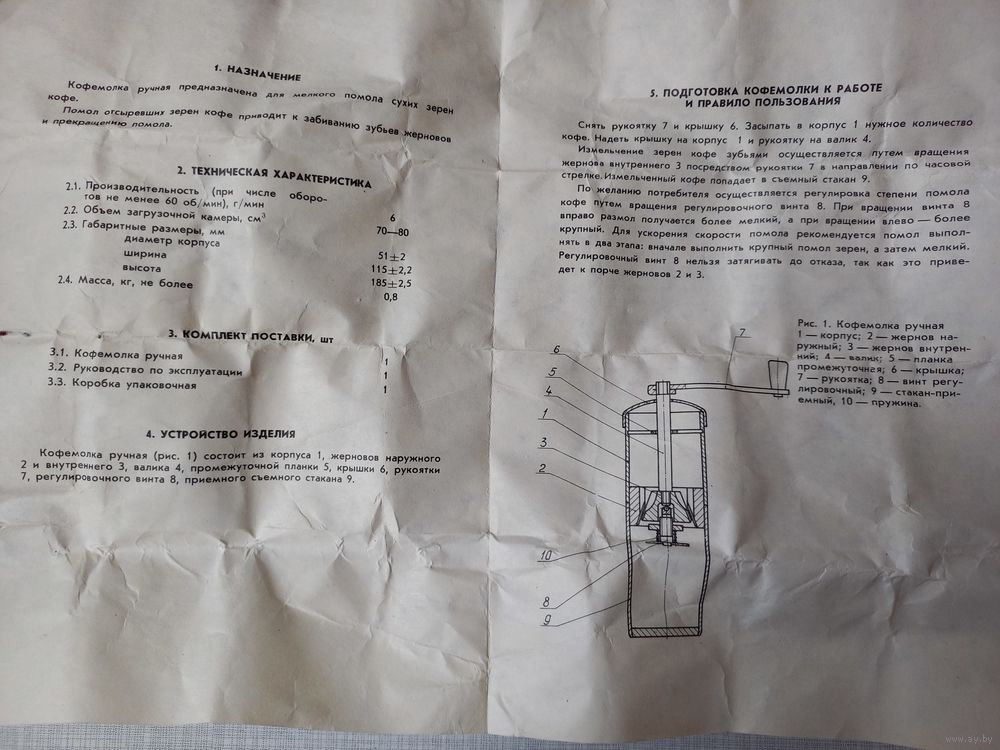 1. НАЗНАЧЕНИЕ
Кофемолка ручная предназначена для мелкого помола сухих зерен
кофе.
Помол отсыревших зерен кофе приводит к забиванию зубьев жерновов
и прекращению помола.
2. ТЕХНИЧЕСКАЯ ХАРАКТЕРИСТИКА
2.1. Производительность (при числе оборо-
тов не менее 60 об/мин), г/мин 6
2.2. Объем загрузочной камеры, см³ 70—80
2.3. Габаритные размеры, мм
диаметр корпуса 51±2
ширина 115±2,2
высота 185±2,5
2.4. Масса, кг, не более 0,8
3. КОМПЛЕКТ ПОСТАВКИ, шт
3.1. Кофемолка ручная 1
3.2. Руководство по эксплуатации 1
3.3. Коробка упаковочная 1
4. УСТРОЙСТВО ИЗДЕЛИЯ
Кофемолка ручная (рис. 1) состоит из корпуса 1, жерновов наружного
2 и внутреннего 3, валика 4, промежуточной планки 5, крышки 6, рукоятки
7, регулировочного винта 8, приемного съемного стакана 9.
5. ПОДГОТОВКА КОФЕМОЛКИ К РАБОТЕ
И ПРАВИЛО ПОЛЬЗОВАНИЯ
Снять рукоятку 7 и крышку 6. Засыпать в корпус 1 нужное количество
кофе. Надеть крышку на корпус 1 и рукоятку на валик 4.
Измельчение зерен кофе зубьями осуществляется путем вращения
жернова внутреннего 3 посредством рукоятки 7 в направлении по часовой
стрелке. Измельченный кофе попадает в съемный стакан 9.
По желанию потребителя осуществляется регулировка степени помола
кофе путем вращения регулировочного винта 8. При вращении винта 8
вправо размол получается более мелкий, а при вращении влево — более
крупный. Для ускорения скорости помола рекомендуется помол выпол-
нять в два этапа: вначале выполнить крупный помол зерен, а затем мелкий.
Регулировочный винт 8 нельзя затягивать до отказа, так как это приве-
дет к порче жерновов 2 и 3.
Рис. 1. Кофемолка ручная
1 — корпус; 2 — жернов на-
ружный; 3 — жернов внутрен-
ний; 4 — валик; 5 — планка
промежуточная; 6 — крышка;
7 — рукоятка; 8 — винт регу-
лировочный; 9 — стакан-при-
емный, 10 — пружина.
7
6
5
4
1
3
2
10
8
9
www.ay.by